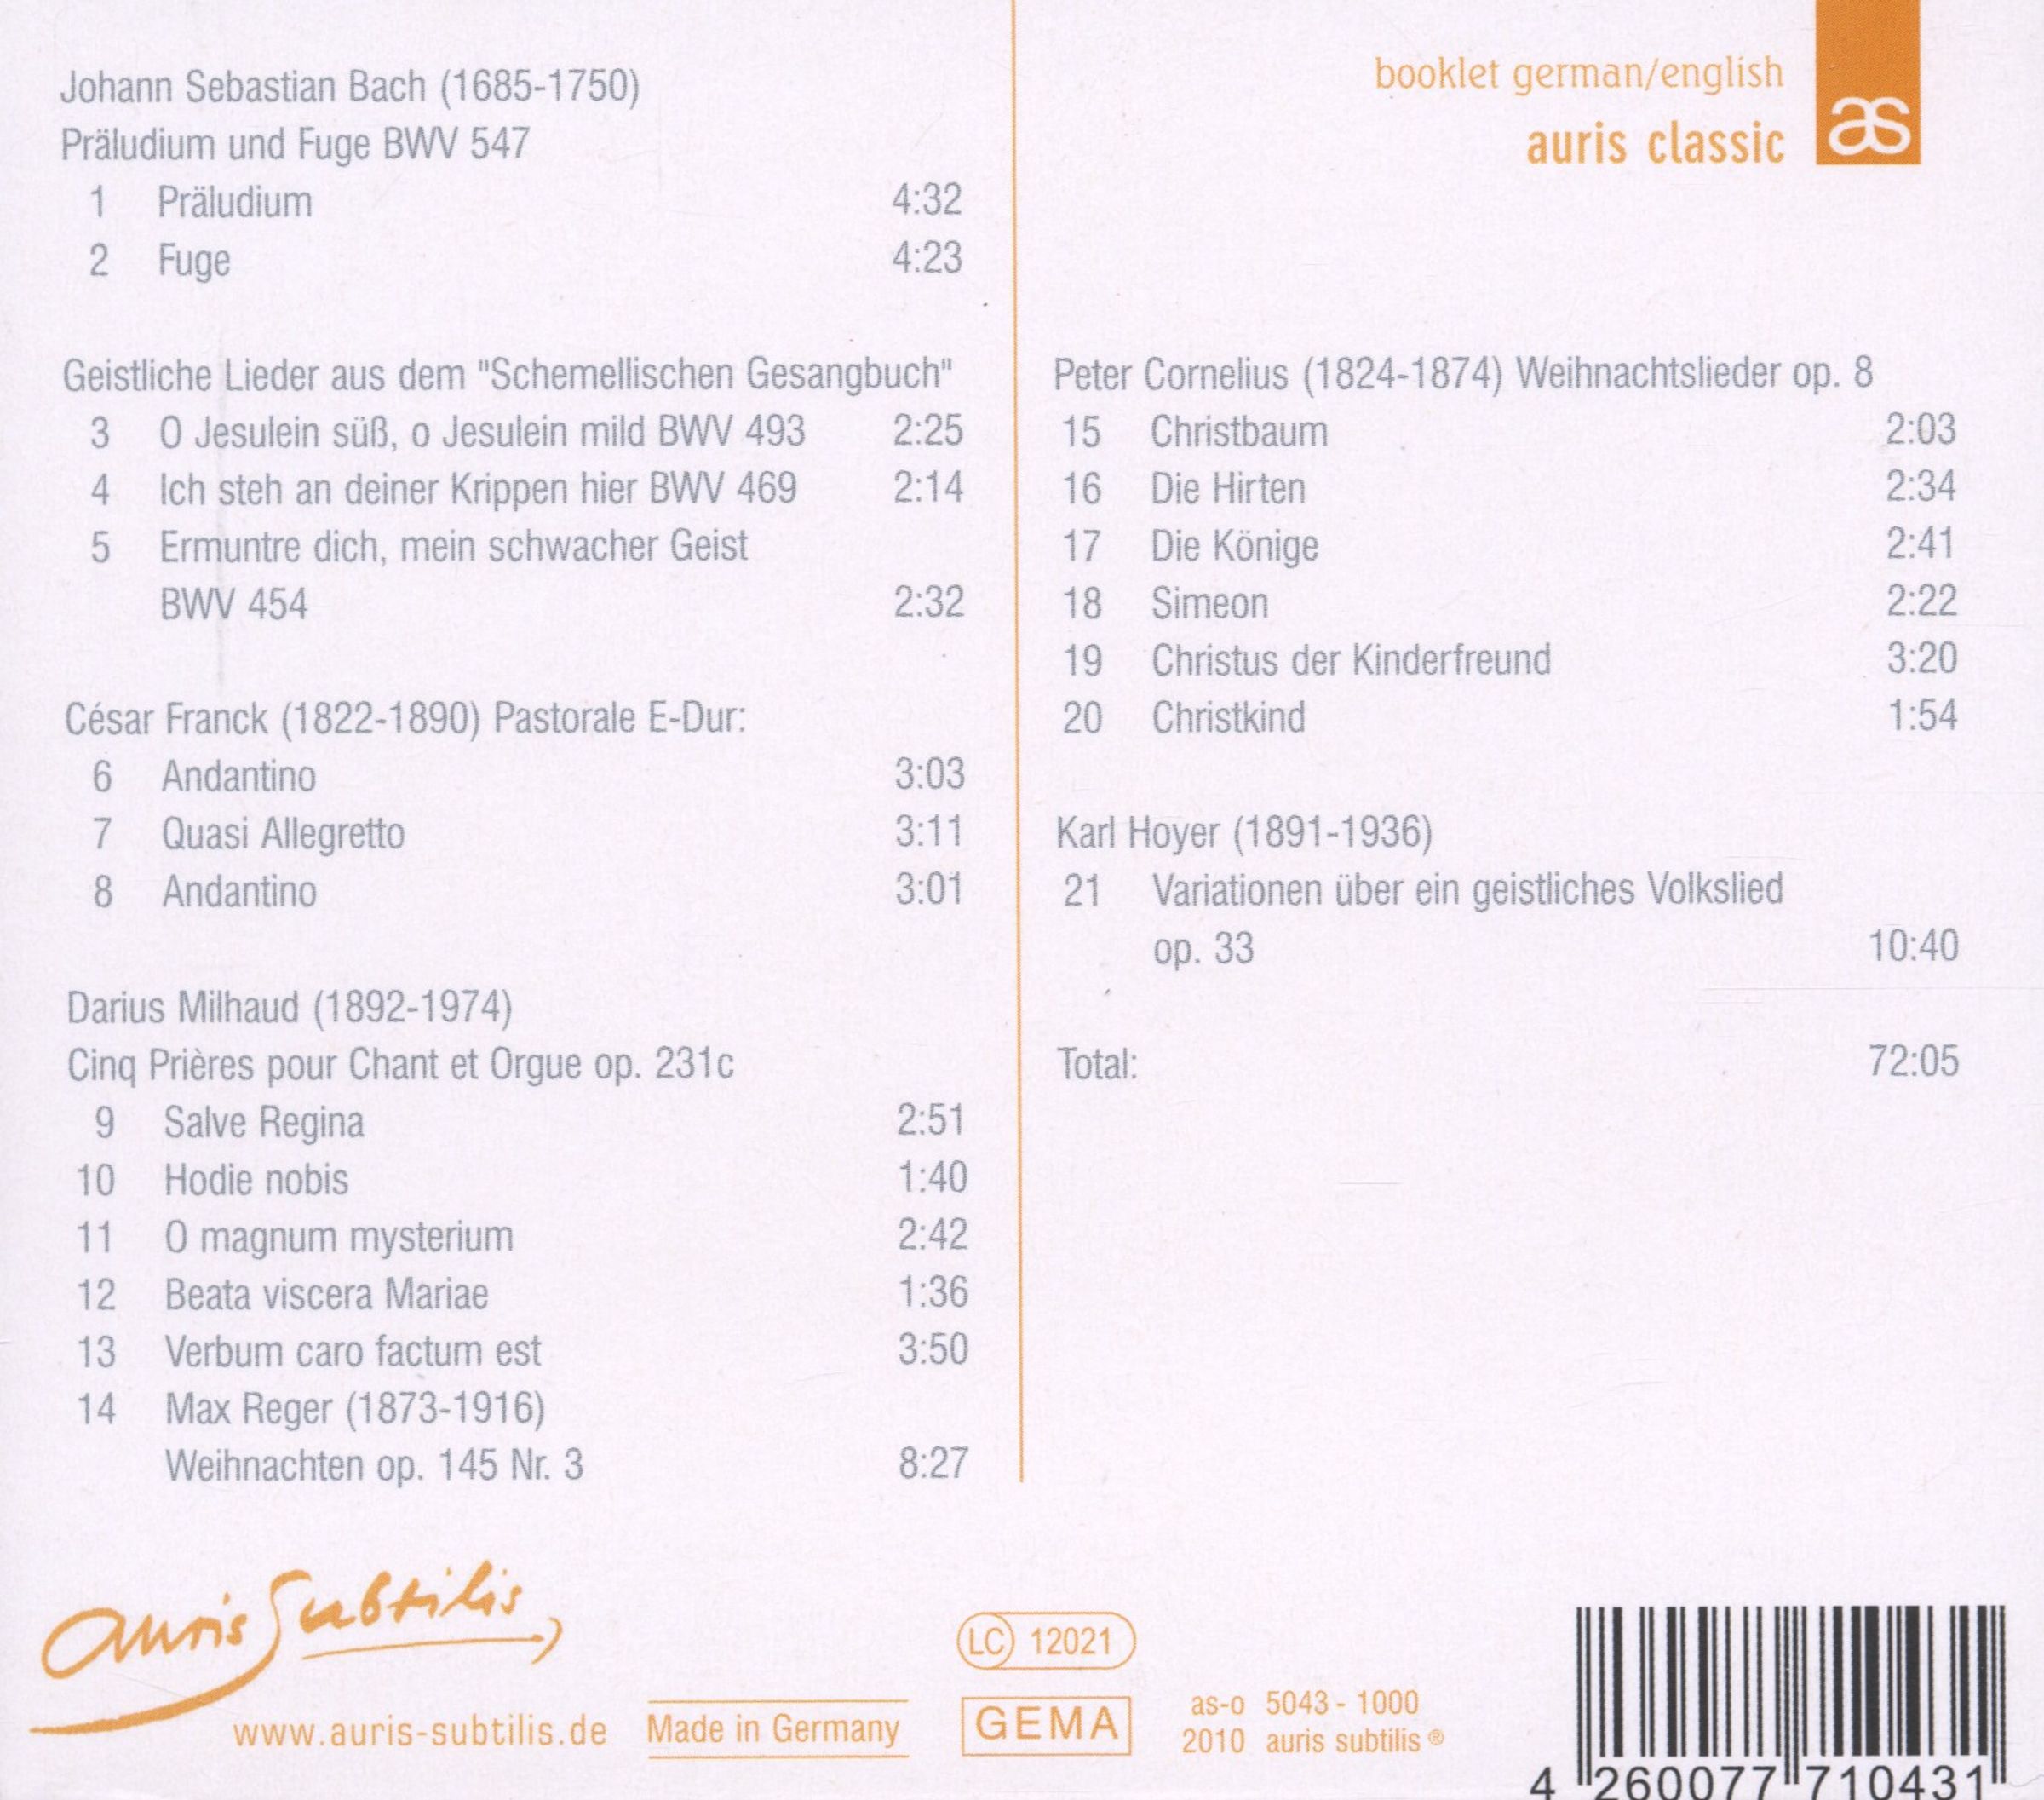 Johann Sebastian Bach (1685-1750)
Präludium und Fuge BWV 547
1 Präludium 4:32
2 Fuge 4:23
Geistliche Lieder aus dem "Schemellischen Gesangbuch"
3 O Jesulein süß, o Jesulein mild BWV 493 2:25
4 Ich steh an deiner Krippen hier BWV 469 2:14
5 Ermuntre dich, mein schwacher Geist
BWV 454 2:32
César Franck (1822-1890) Pastorale E-Dur:
6 Andantino 3:03
7 Quasi Allegretto 3:11
8 Andantino 3:01
Darius Milhaud (1892-1974)
Cinq Prières pour Chant et Orgue op. 231c
9 Salve Regina 2:51
10 Hodie nobis 1:40
11 O magnum mysterium 2:42
12 Beata viscera Mariae 1:36
13 Verbum caro factum est 3:50
14 Max Reger (1873-1916)
Weihnachten op. 145 Nr. 3 8:27
booklet german/english
auris classic
as
Peter Cornelius (1824-1874) Weihnachtslieder op. 8
15 Christbaum 2:03
16 Die Hirten 2:34
17 Die Könige 2:41
18 Simeon 2:22
19 Christus der Kinderfreund 3:20
20 Christkind 1:54
Karl Hoyer (1891-1936)
21 Variationen über ein geistliches Volkslied
op. 33 10:40
Total: 72:05
auris subtilis
www.auris-subtilis.de
Made in Germany
LC 12021
GEMA
as-o 5043 - 1000
2010 auris subtilis ®
4 260077 710431